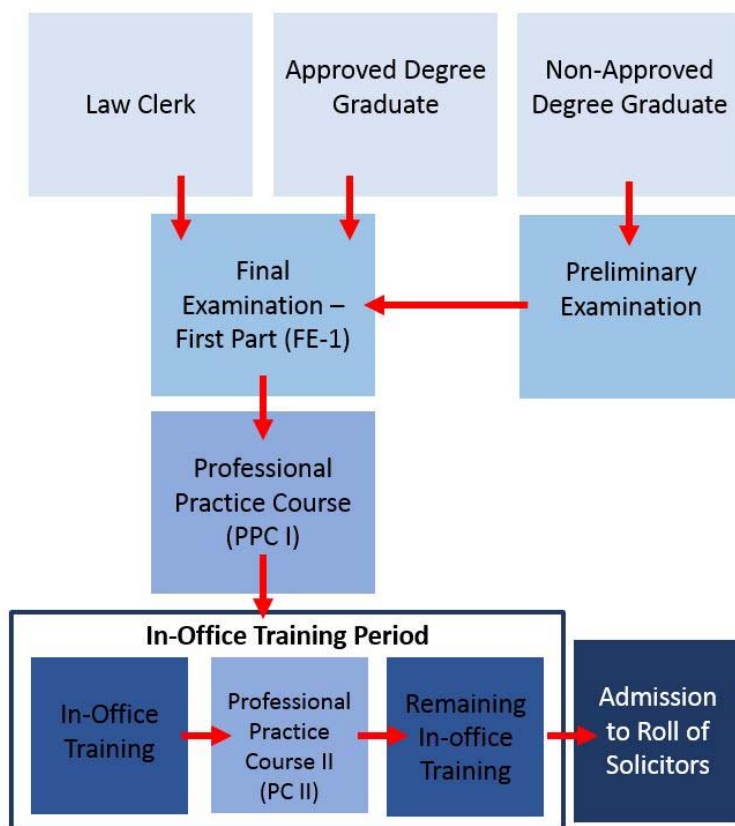 Law Clerk
Approved Degree
Graduate
Non-Approved
Degree Graduate
Final
Examination –
First Part (FE-1)
Preliminary
Examination
Professional
Practice Course
(PPC I)
In-Office Training Period
In-Office
Training
Professional
Practice
Course II
(PC II)
Remaining
In-office
Training
Admission
to Roll of
Solicitors